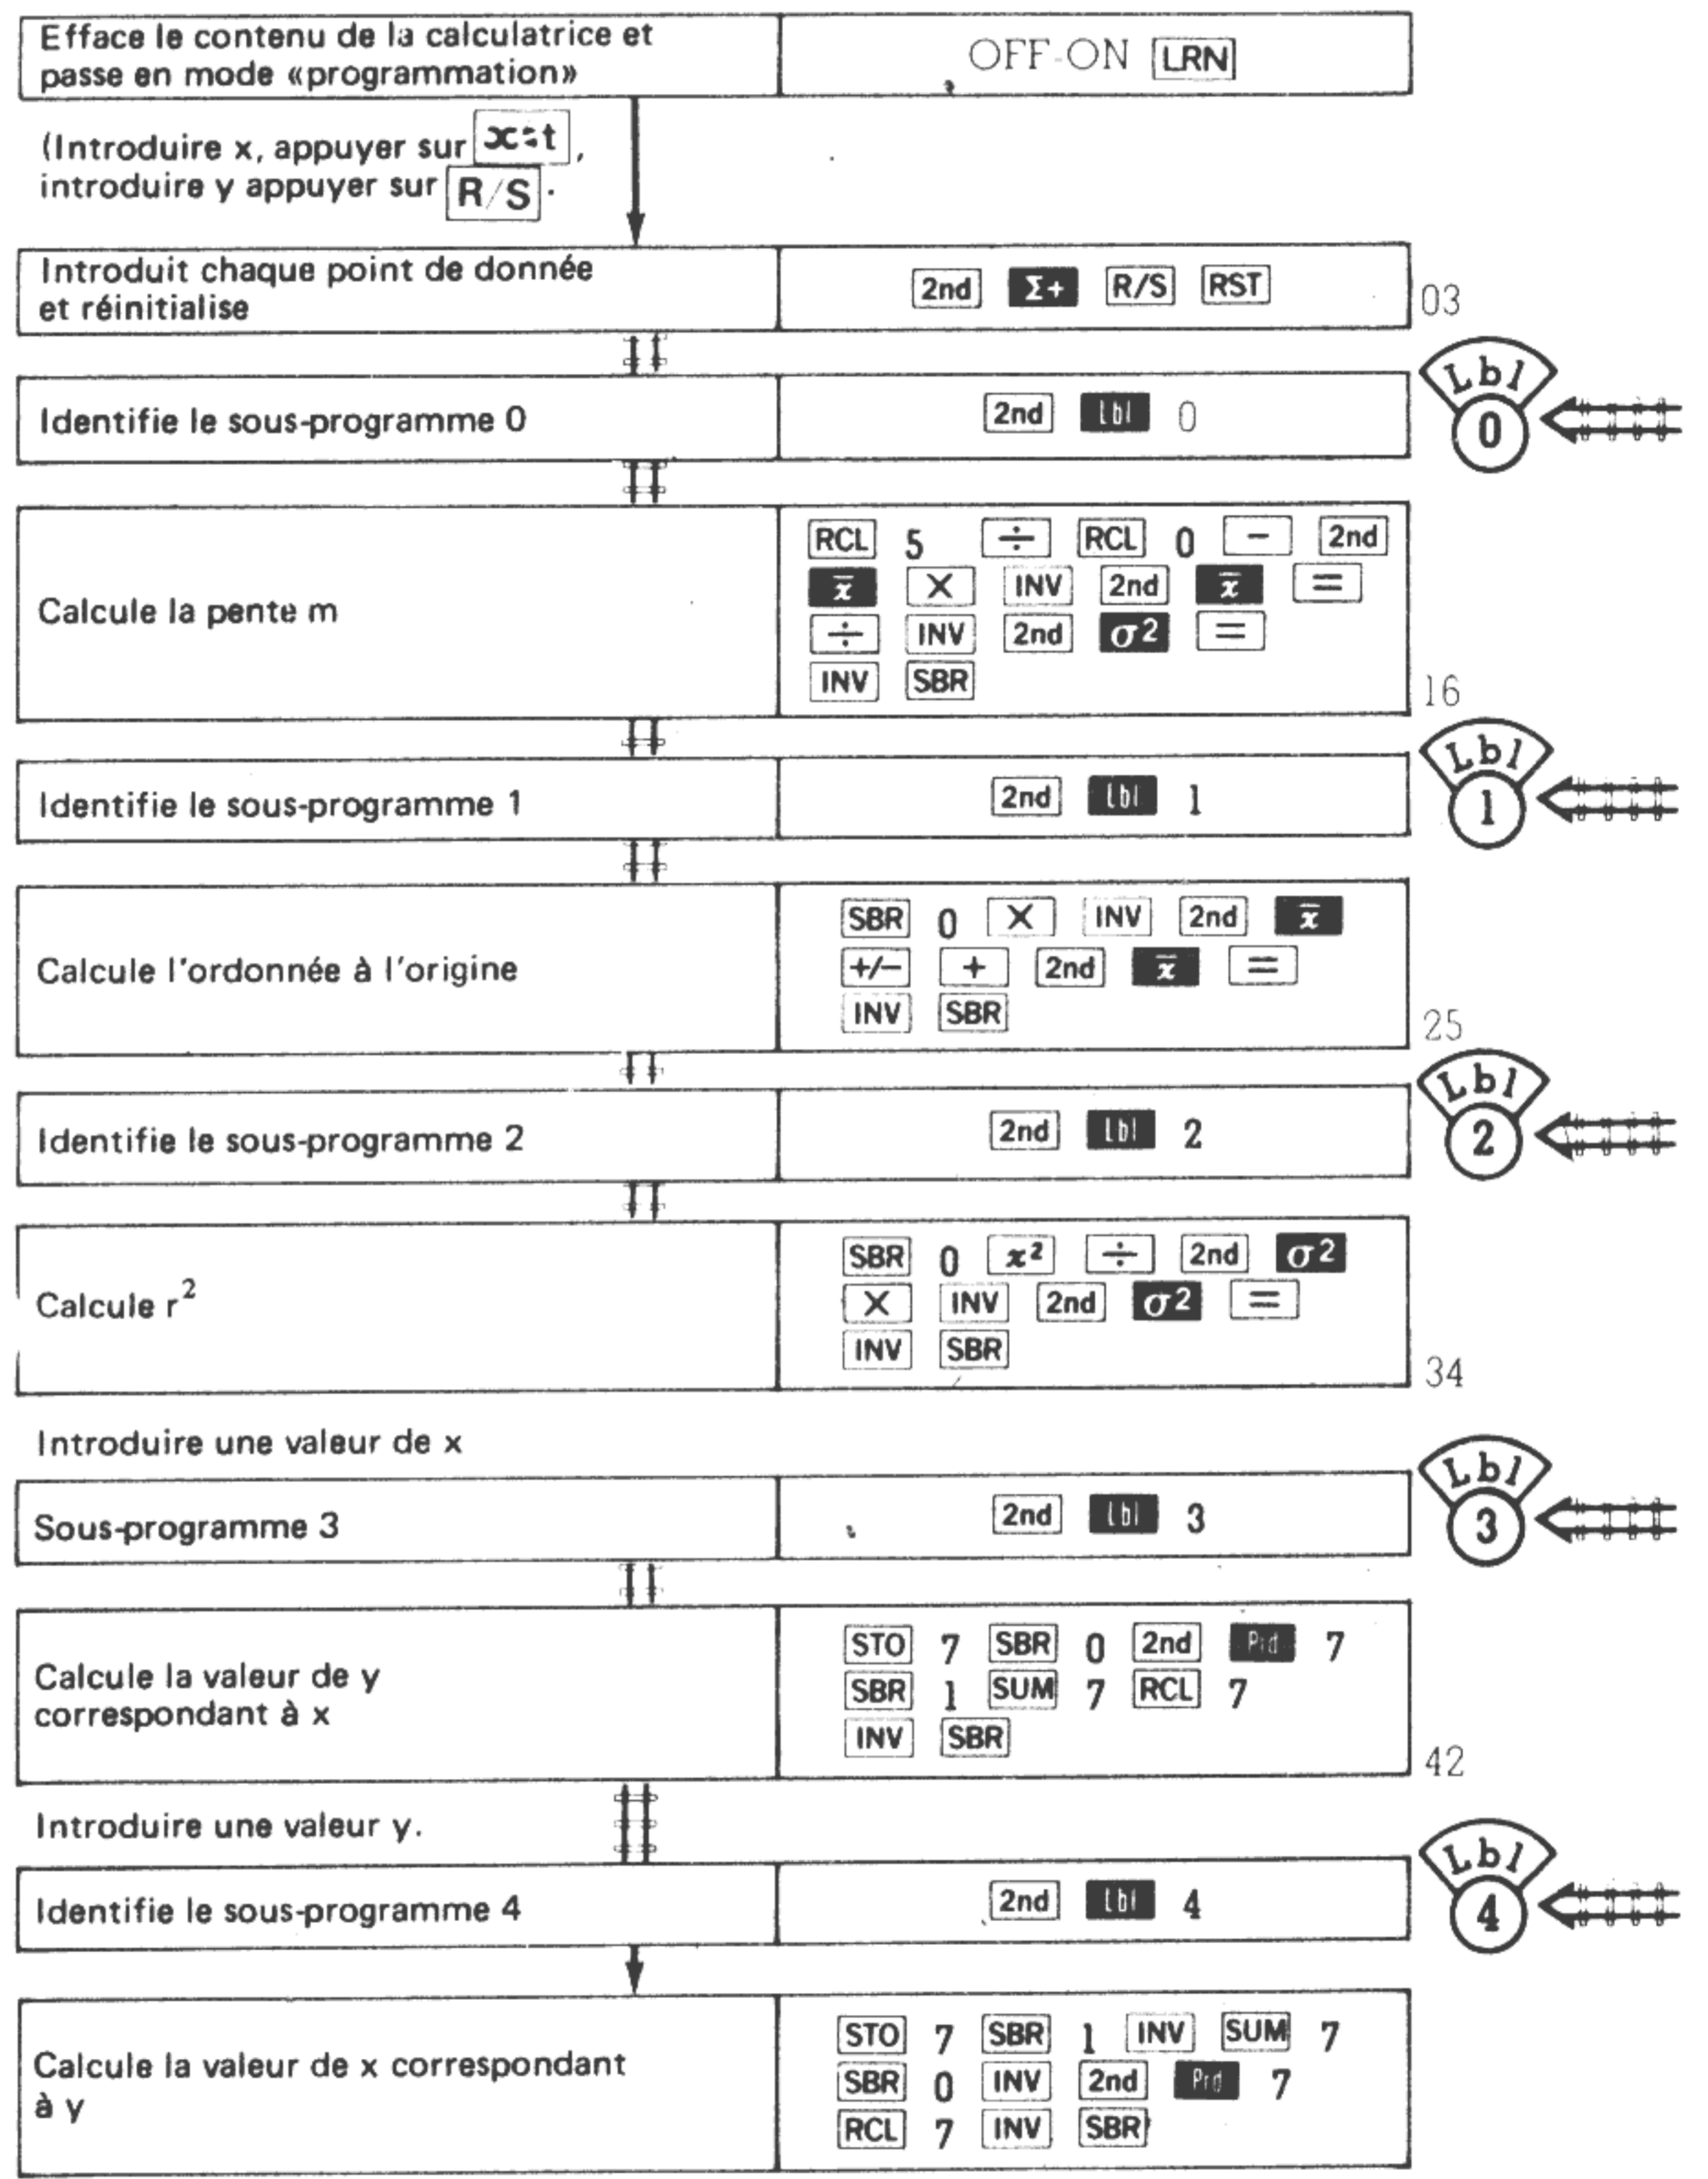 Efface le contenu de la calculatrice et
passe en mode «programmation»
OFF-ON LRN
(Introduire x, appuyer sur x⇄t ,
introduire y appuyer sur R/S .
Introduit chaque point de donnée
et réinitialise
2nd Σ+ R/S RST
03
Identifie le sous-programme 0
2nd Lbl 0
Lbl
0
Calcule la pente m
RCL 5 ÷ RCL 0 − 2nd
x̄ X INV 2nd x̄ =
÷ INV 2nd σ2 =
INV SBR
16
Identifie le sous-programme 1
2nd Lbl 1
Lbl
1
Calcule l'ordonnée à l'origine
SBR 0 X INV 2nd x̄
+/− + 2nd x̄ =
INV SBR
25
Identifie le sous-programme 2
2nd Lbl 2
Lbl
2
Calcule r²
SBR 0 x² ÷ 2nd σ2
X INV 2nd σ2 =
INV SBR
34
Introduire une valeur de x
Sous-programme 3
2nd Lbl 3
Lbl
3
Calcule la valeur de y
correspondant à x
STO 7 SBR 0 2nd Prd 7
SBR 1 SUM 7 RCL 7
INV SBR
42
Introduire une valeur y.
Identifie le sous-programme 4
2nd Lbl 4
Lbl
4
Calcule la valeur de x correspondant
à y
STO 7 SBR 1 INV SUM 7
SBR 0 INV 2nd Prd 7
RCL 7 INV SBR